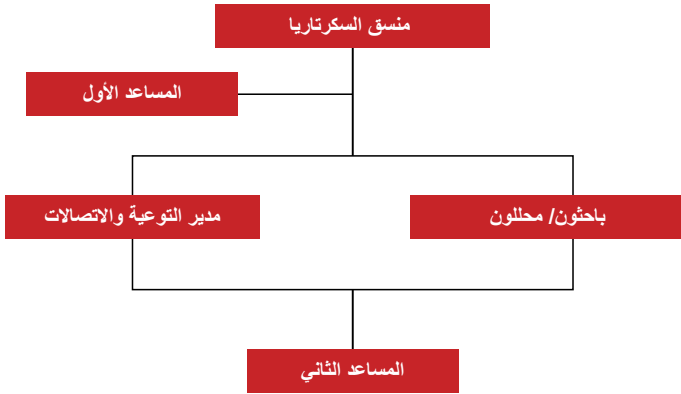 منسق السكرتاريا
المساعد الأول
باحثون/ محللون
مدير التوعية والاتصالات
المساعد الثاني